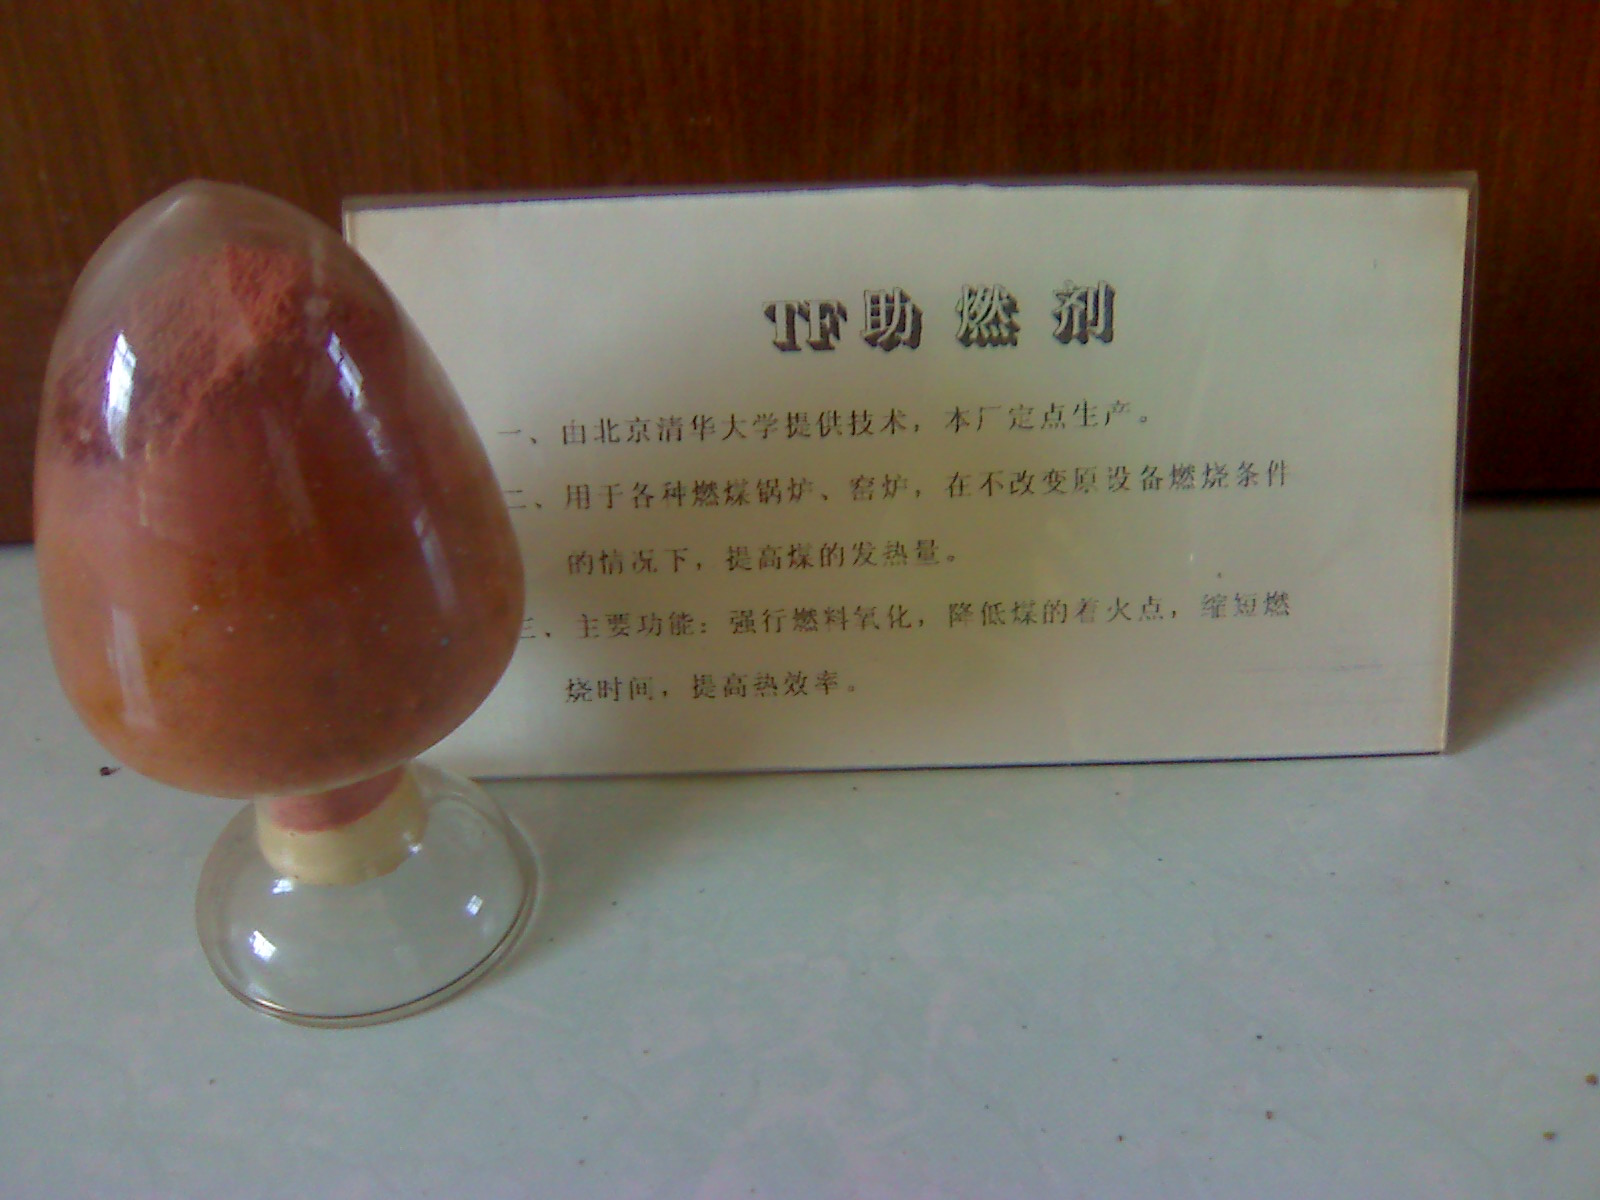 TF助燃剂
一、由北京清华大学提供技术，本厂定点生产。
二、用于各种燃煤锅炉、窑炉，在不改变原设备燃烧条件
的情况下，提高煤的发热量。
三、主要功能：强行燃料氧化，降低煤的着火点，缩短燃
烧时间，提高热效率。